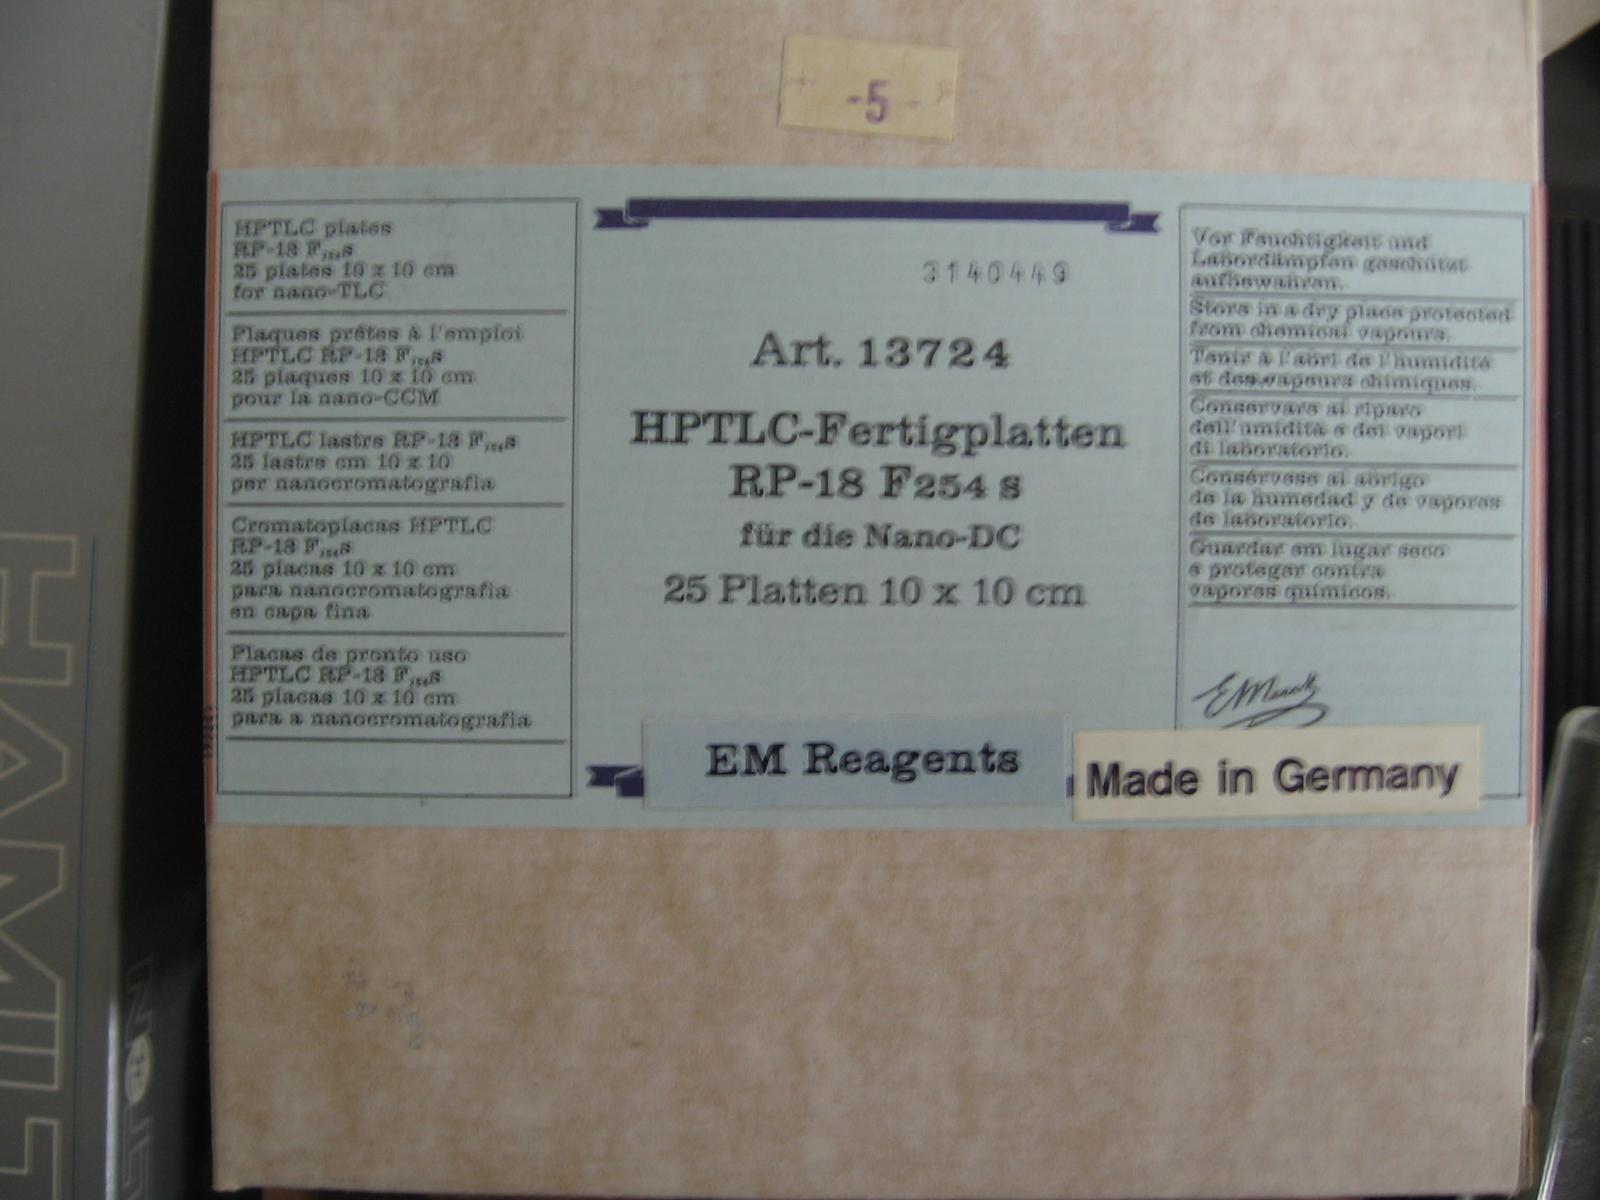 -5-
HPTLC plates
RP-18 F₂₅₄s
25 plates 10 x 10 cm
for nano-TLC
Plaques prêtes à l'emploi
HPTLC RP-18 F₂₅₄s
25 plaques 10 x 10 cm
pour la nano-CCM
HPTLC lastre RP-18 F₂₅₄s
25 lastre cm 10 x 10
per nanocromatografia
Cromatoplacas HPTLC
RP-18 F₂₅₄s
25 placas 10 x 10 cm
para nanocromatografia
en capa fina
Placas de pronto uso
HPTLC RP-18 F₂₅₄s
25 placas 10 x 10 cm
para a nanocromatografia
3140449
Art. 13724
HPTLC-Fertigplatten
RP-18 F254 s
für die Nano-DC
25 Platten 10 x 10 cm
EM Reagents
Vor Feuchtigkeit und
Labordämpfen geschützt
aufbewahren.
Store in a dry place protected
from chemical vapours.
Tenir à l'abri de l'humidité
et des vapeurs chimiques.
Conservare al riparo
dell'umidità e dei vapori
di laboratorio.
Consérvese al abrigo
de la humedad y de vapores
de laboratorio.
Guardar em lugar seco
e proteger contra
vapores químicos.
E Merck
Made in Germany
HAMILT